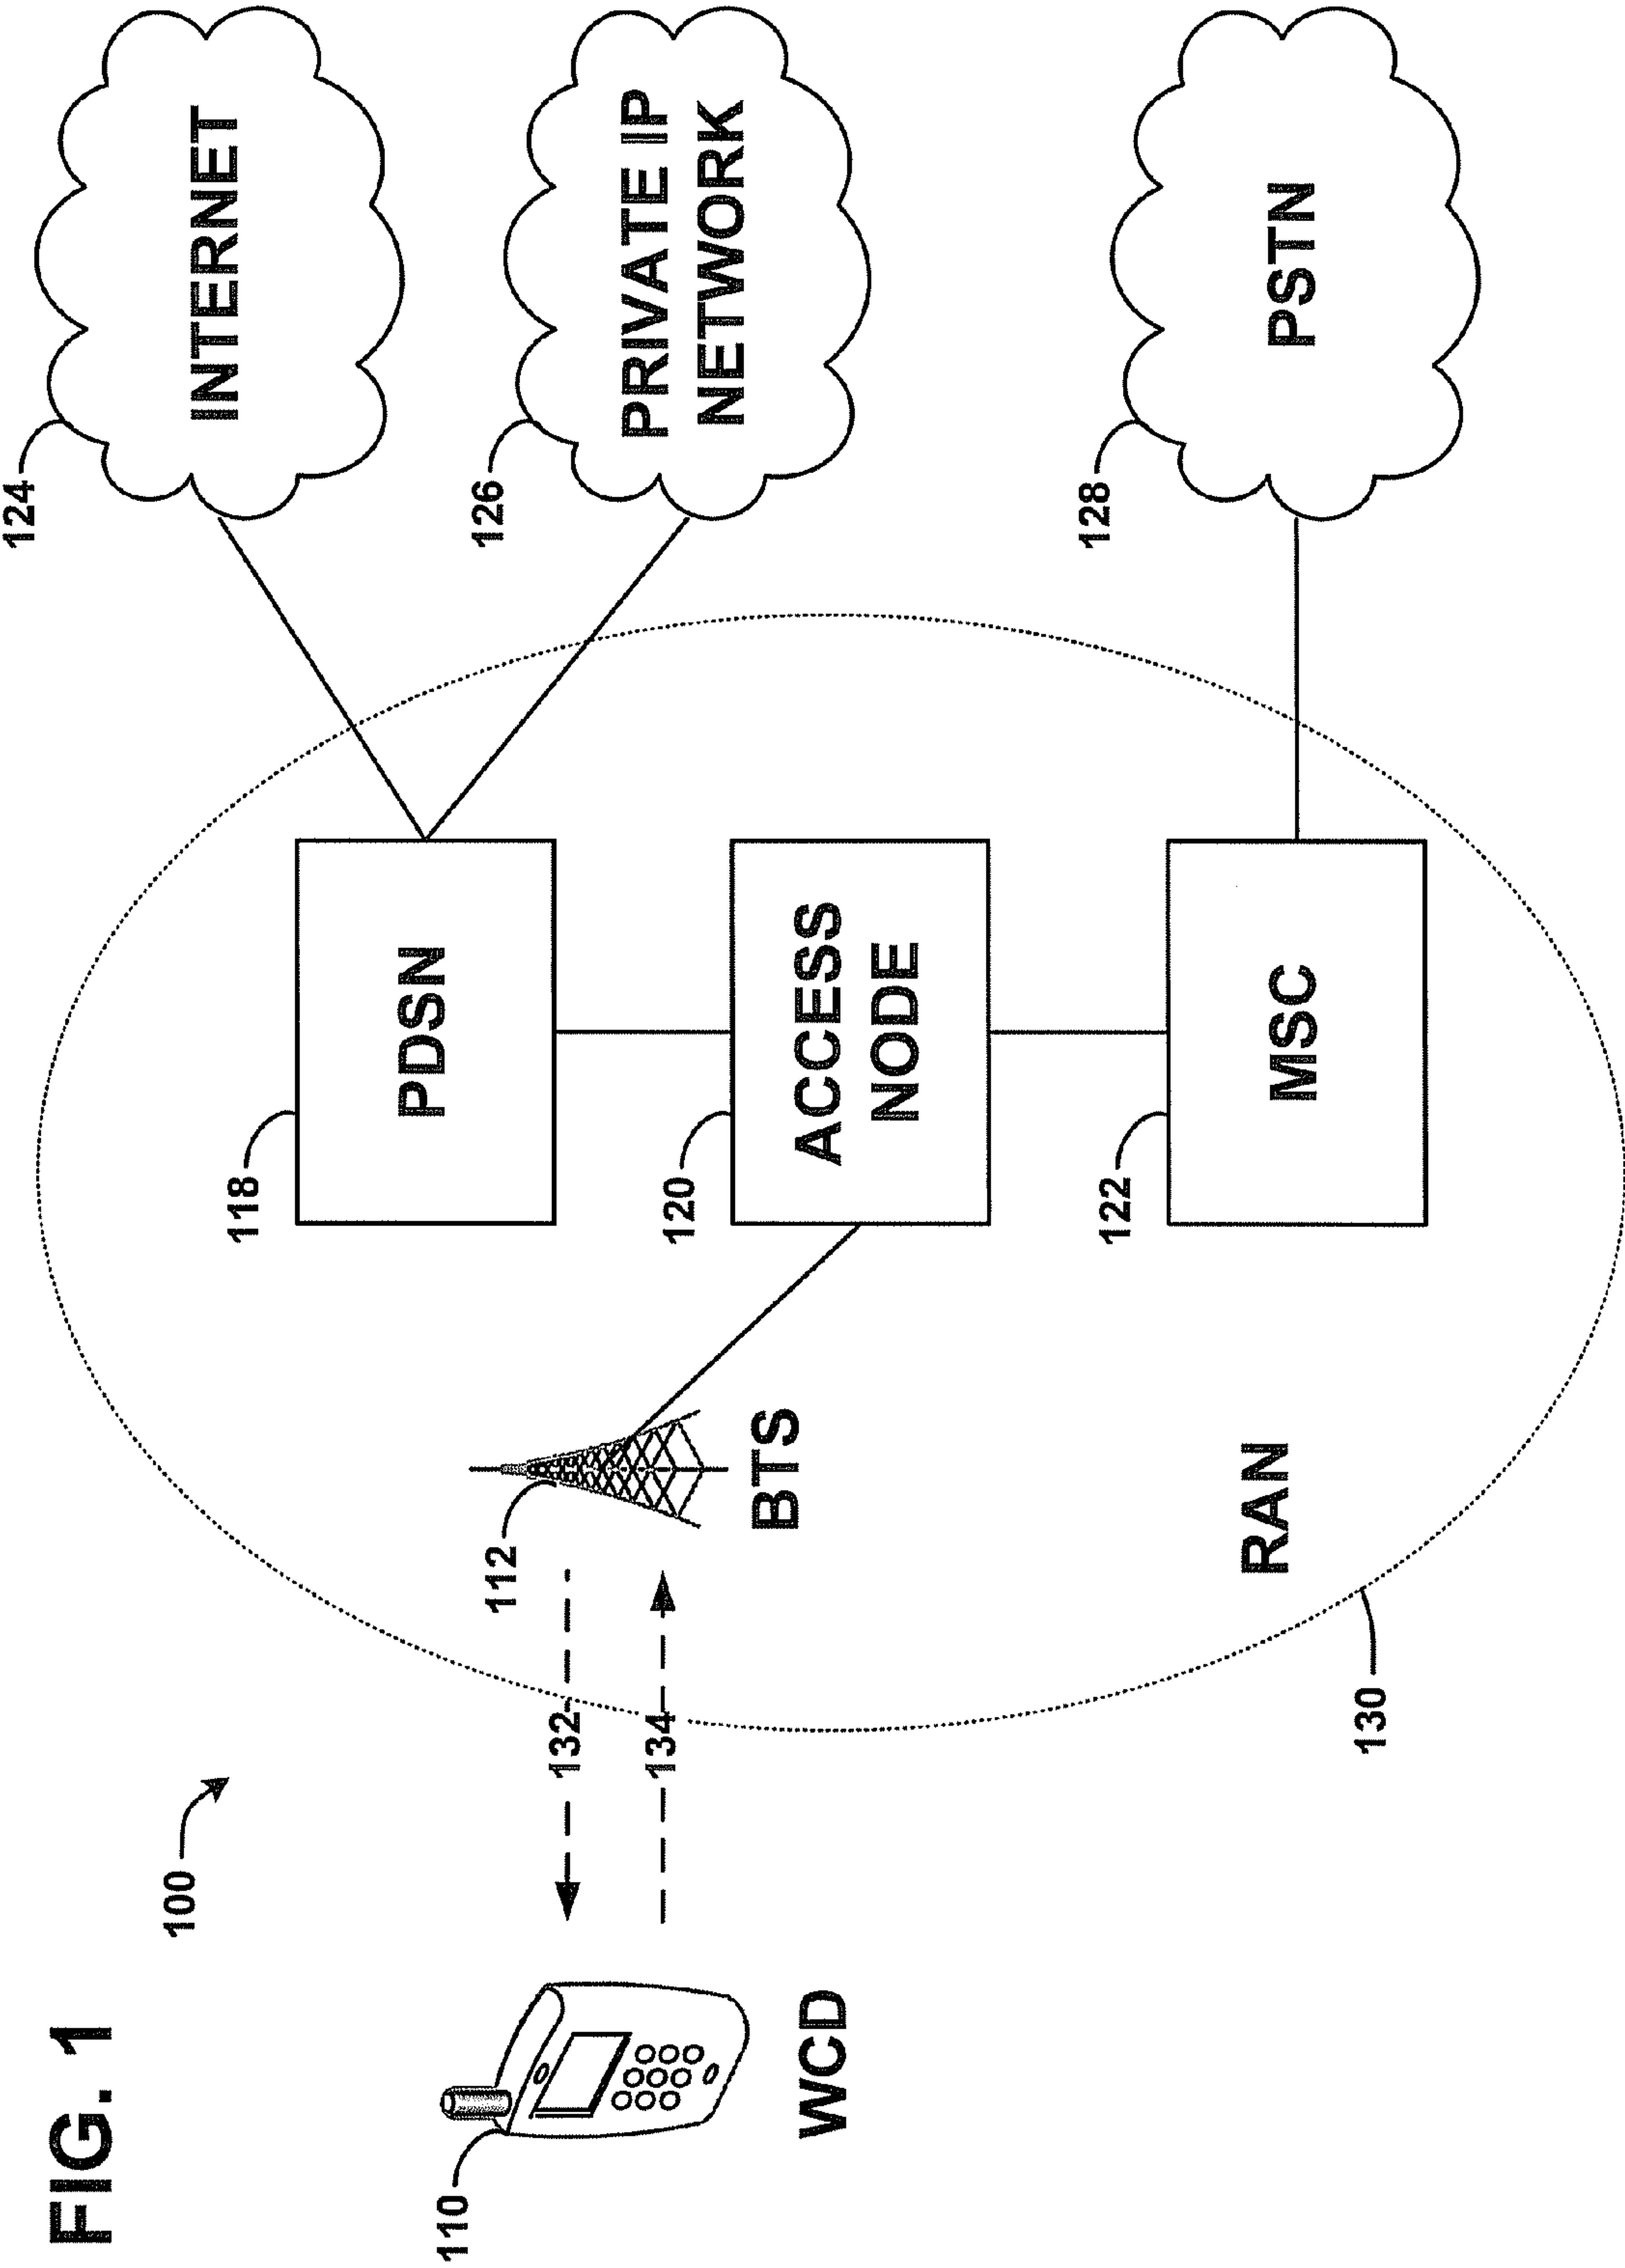 FIG. 1
100
124
INTERNET
118
PDSN
110
WCD
112
BTS
132
134
126
PRIVATE IP
NETWORK
120
ACCESS
NODE
128
PSTN
122
MSC
RAN
130